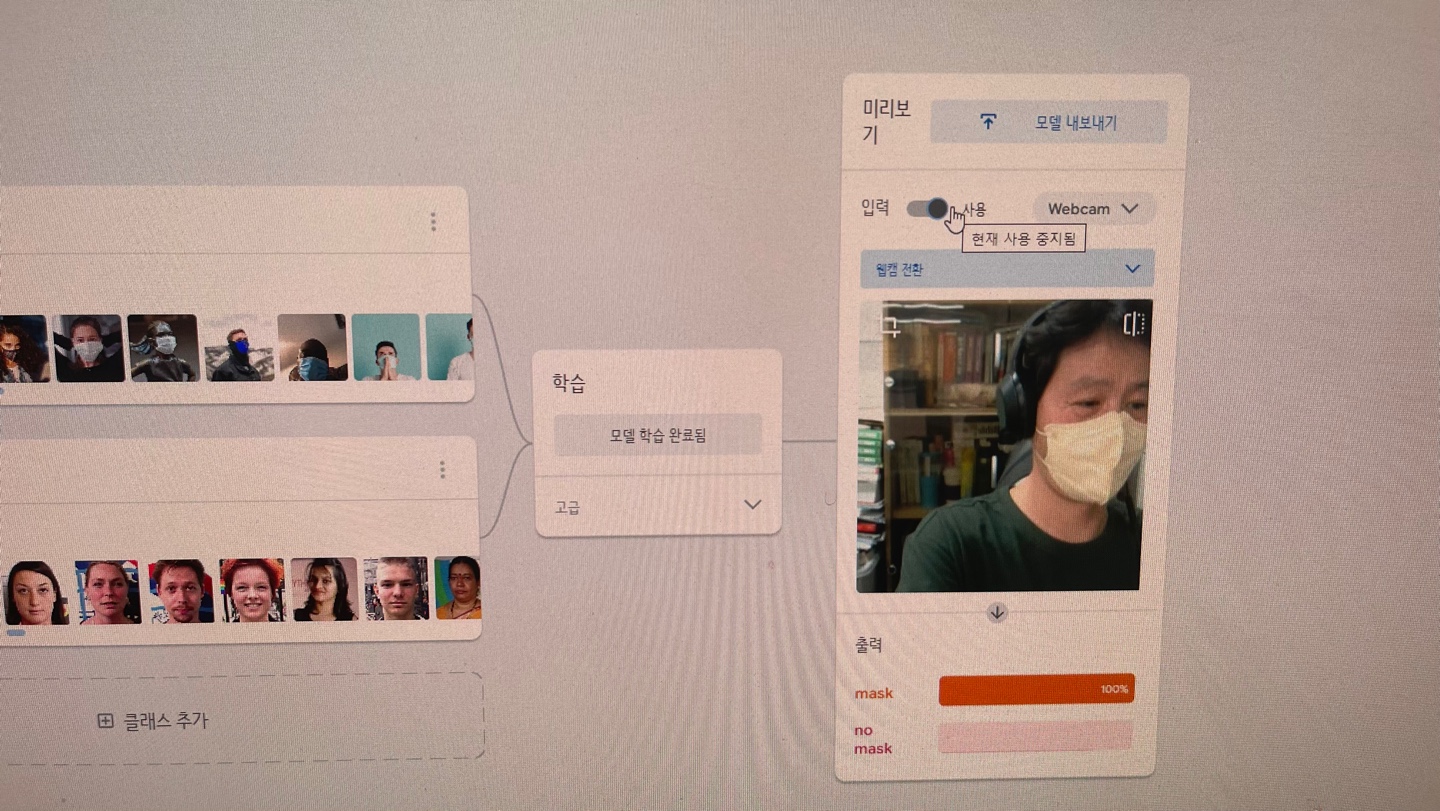 미리보
기
모델 내보내기
입력
사용
Webcam
현재 사용 중지됨
웹캠 전환
학습
모델 학습 완료됨
고급
출력
mask
100%
no
mask
클래스 추가